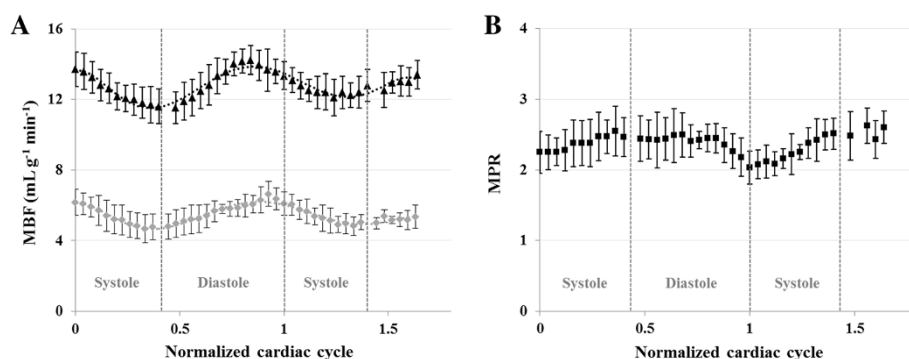 A
MBF (mL g⁻¹ min⁻¹)
16
12
8
4
0
Systole
Diastole
Systole
0
0.5
1
1.5
Normalized cardiac cycle
B
MPR
4
3
2
1
0
Systole
Diastole
Systole
0
0.5
1
1.5
Normalized cardiac cycle